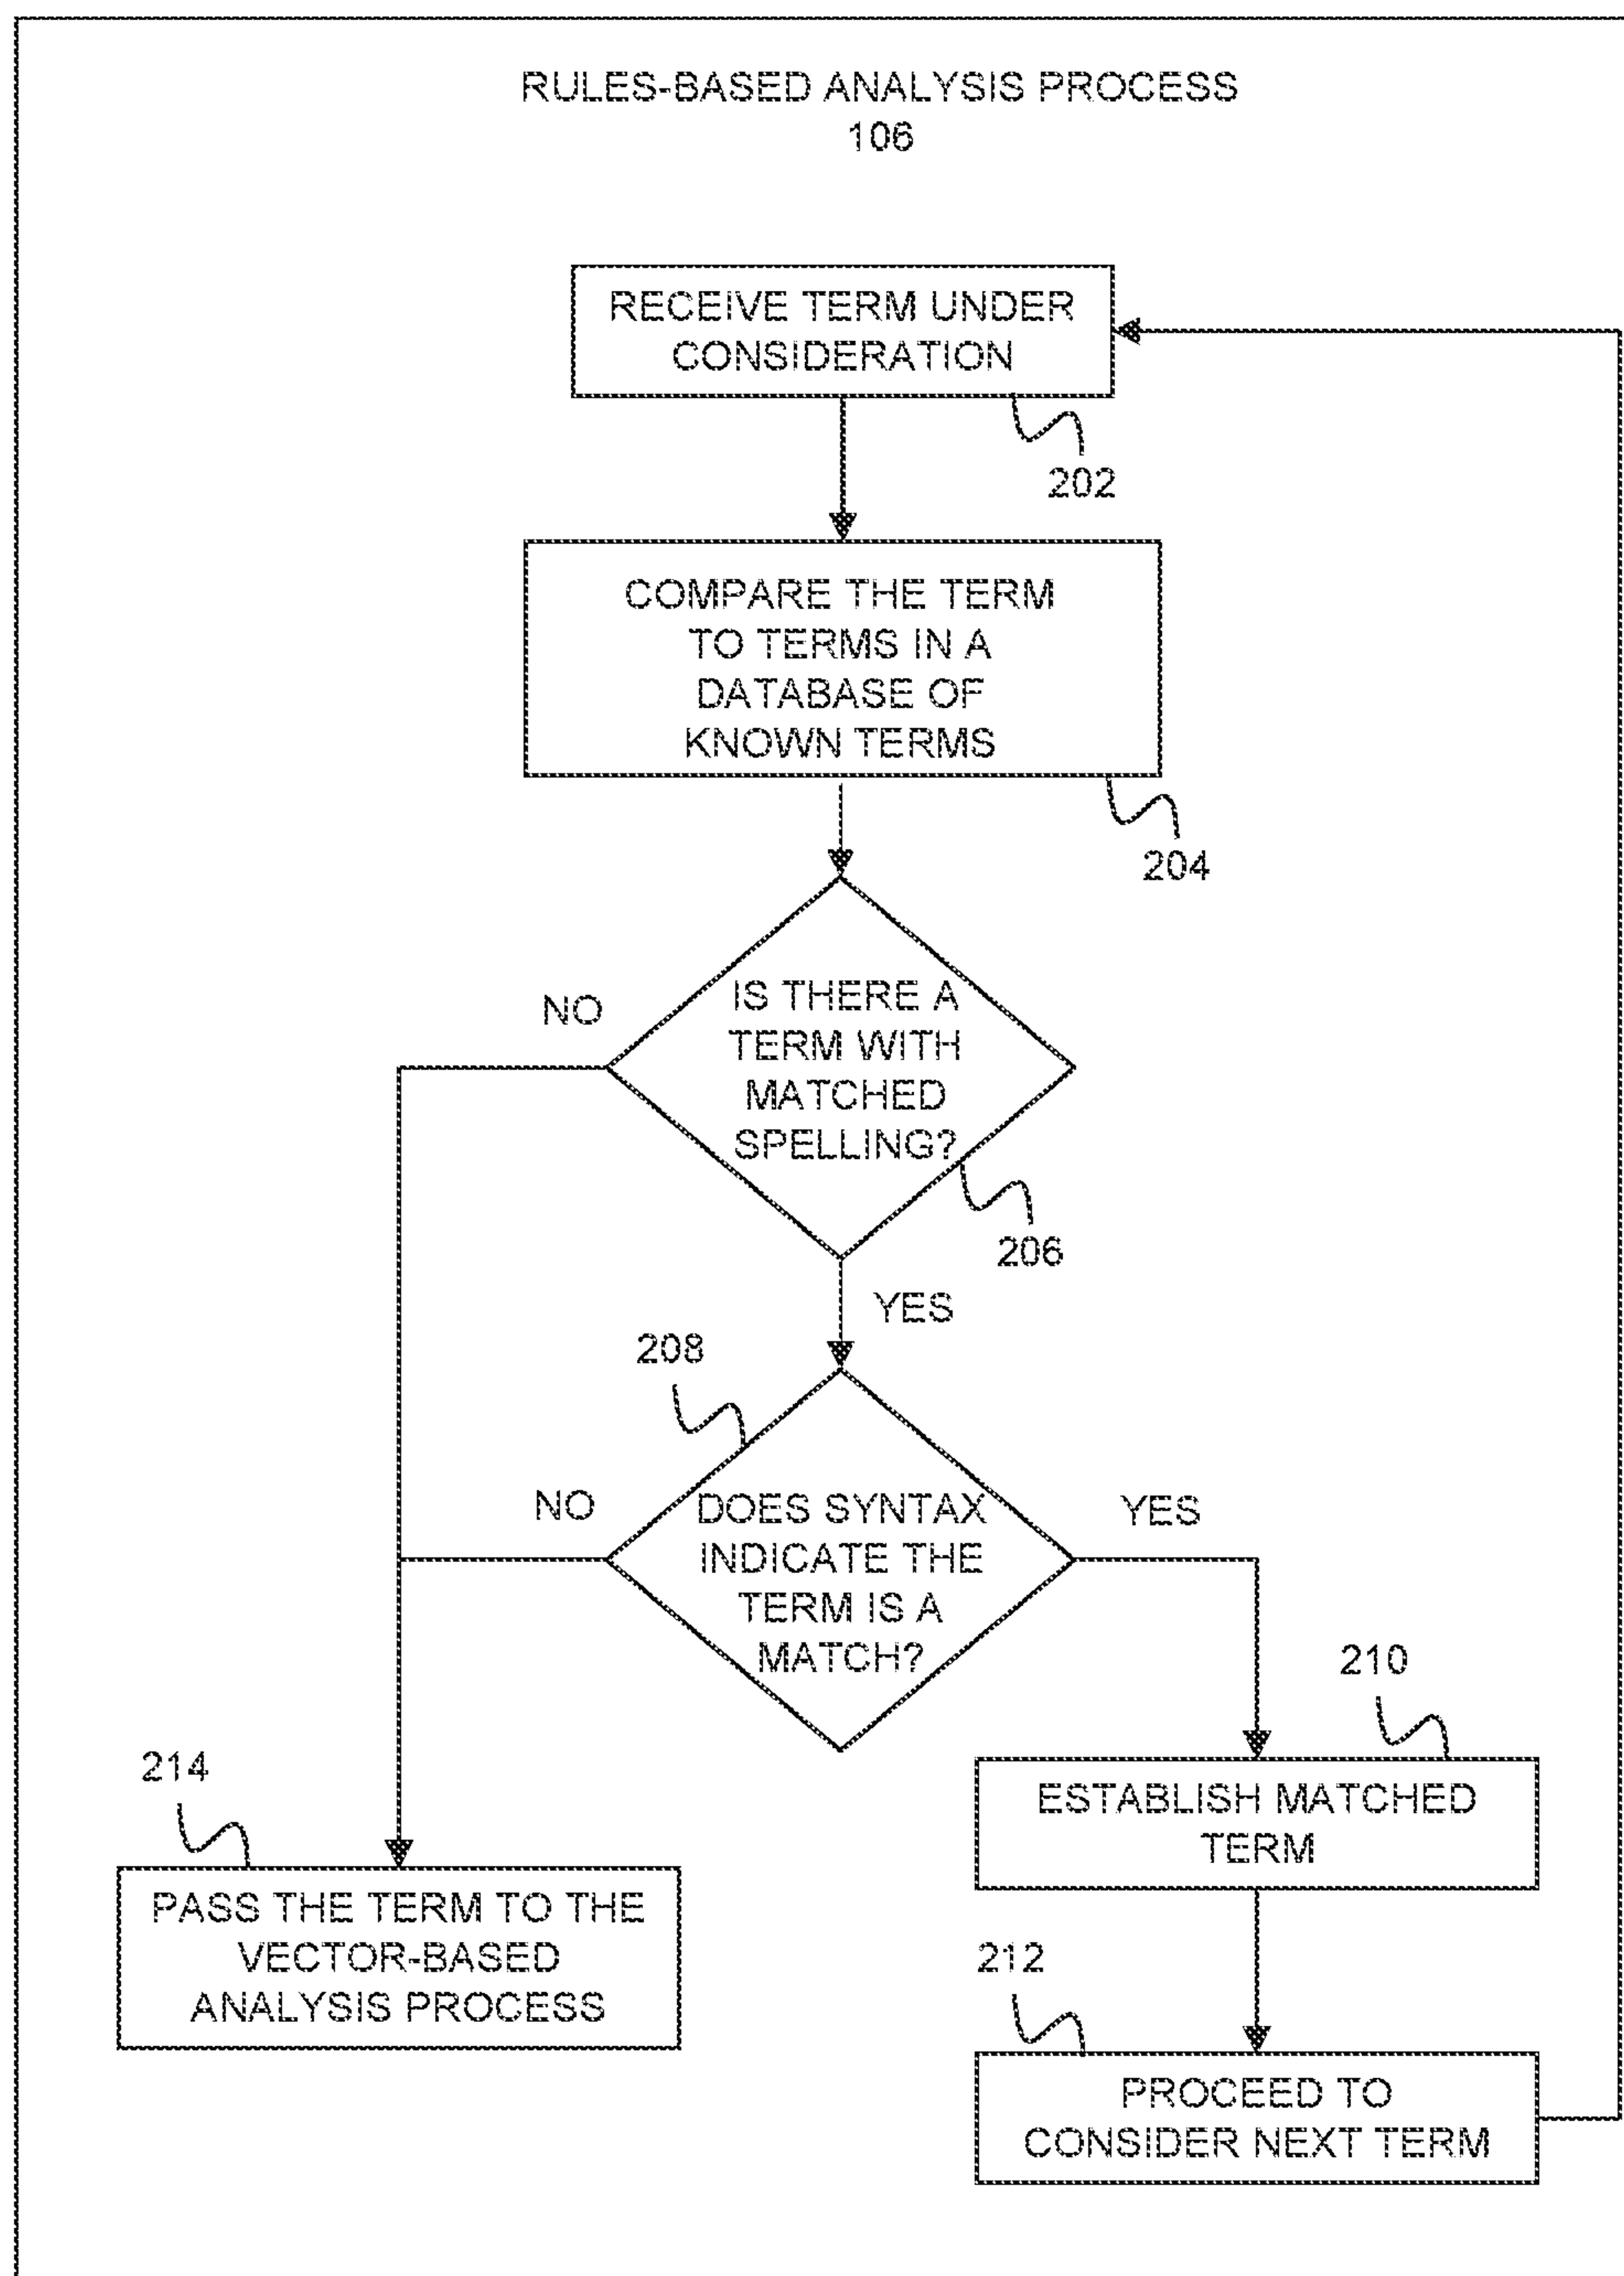 RULES-BASED ANALYSIS PROCESS
106
RECEIVE TERM UNDER
CONSIDERATION
202
COMPARE THE TERM
TO TERMS IN A
DATABASE OF
KNOWN TERMS
204
IS THERE A
TERM WITH
MATCHED
SPELLING?
NO
206
YES
208
DOES SYNTAX
INDICATE THE
TERM IS A
MATCH?
NO
YES
210
ESTABLISH MATCHED
TERM
214
PASS THE TERM TO THE
VECTOR-BASED
ANALYSIS PROCESS
212
PROCEED TO
CONSIDER NEXT TERM